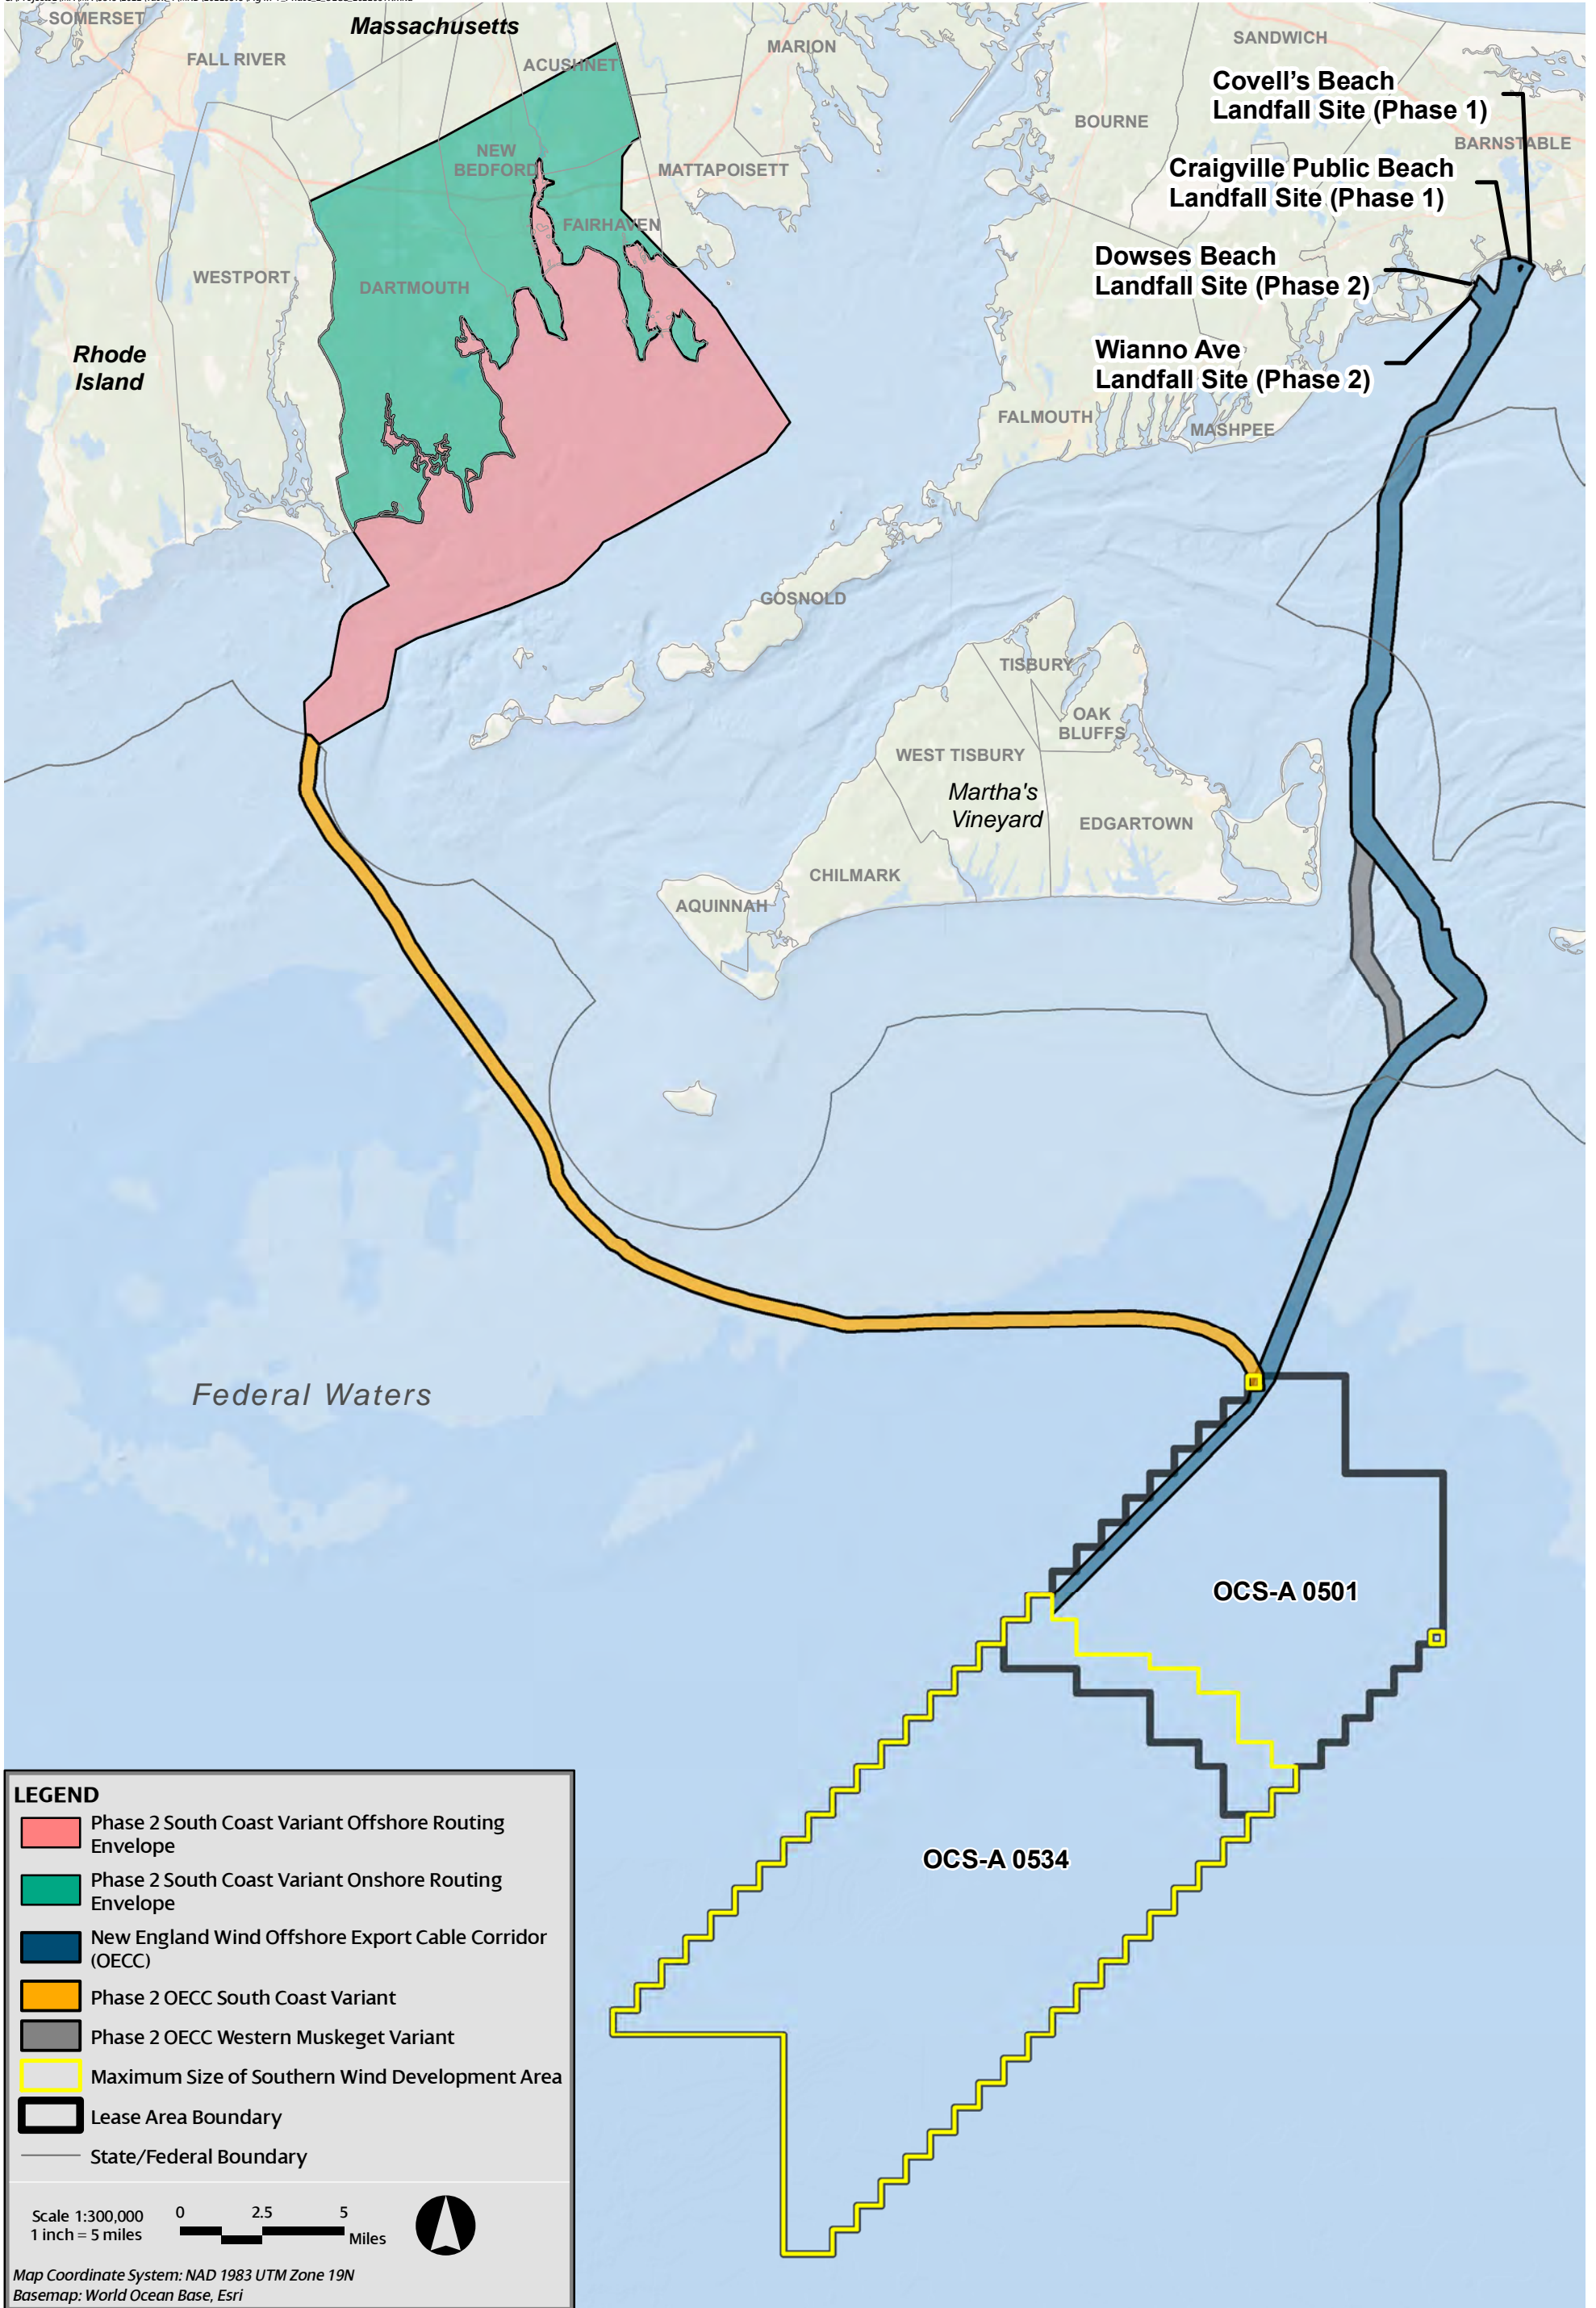 SOMERSET
Massachusetts
FALL RIVER
ACUSHNET
MARION
SANDWICH
Covell's Beach
Landfall Site (Phase 1)
BOURNE
BARNSTABLE
NEW
BEDFORD
MATTAPOISETT
Craigville Public Beach
Landfall Site (Phase 1)
FAIRHAVEN
WESTPORT
DARTMOUTH
Dowses Beach
Landfall Site (Phase 2)
Rhode
Island
Wianno Ave
Landfall Site (Phase 2)
FALMOUTH
MASHPEE
GOSNOLD
TISBURY
OAK
BLUFFS
WEST TISBURY
Martha's
Vineyard
EDGARTOWN
CHILMARK
AQUINNAH
Federal Waters
OCS-A 0501
OCS-A 0534
LEGEND
Phase 2 South Coast Variant Offshore Routing
Envelope
Phase 2 South Coast Variant Onshore Routing
Envelope
New England Wind Offshore Export Cable Corridor
(OECC)
Phase 2 OECC South Coast Variant
Phase 2 OECC Western Muskeget Variant
Maximum Size of Southern Wind Development Area
Lease Area Boundary
State/Federal Boundary
Scale 1:300,000
1 inch = 5 miles
0 2.5 5
Miles
Map Coordinate System: NAD 1983 UTM Zone 19N
Basemap: World Ocean Base, Esri